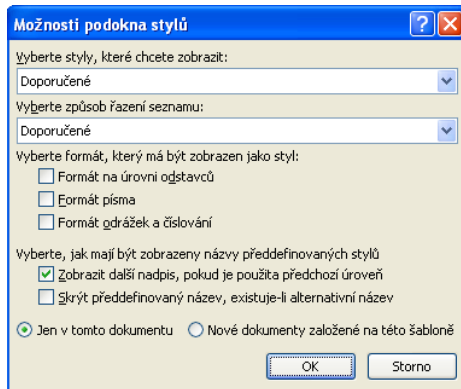 Možnosti podokna stylů
Vyberte styly, které chcete zobrazit:
Doporučené
Vyberte způsob řazení seznamu:
Doporučené
Vyberte formát, který má být zobrazen jako styl:
Formát na úrovni odstavců
Formát písma
Formát odrážek a číslování
Vyberte, jak mají být zobrazeny názvy předdefinovaných stylů
Zobrazit další nadpis, pokud je použita předchozí úroveň
Skrýt předdefinovaný název, existuje-li alternativní název
Jen v tomto dokumentu Nové dokumenty založené na této šabloně
OK Storno